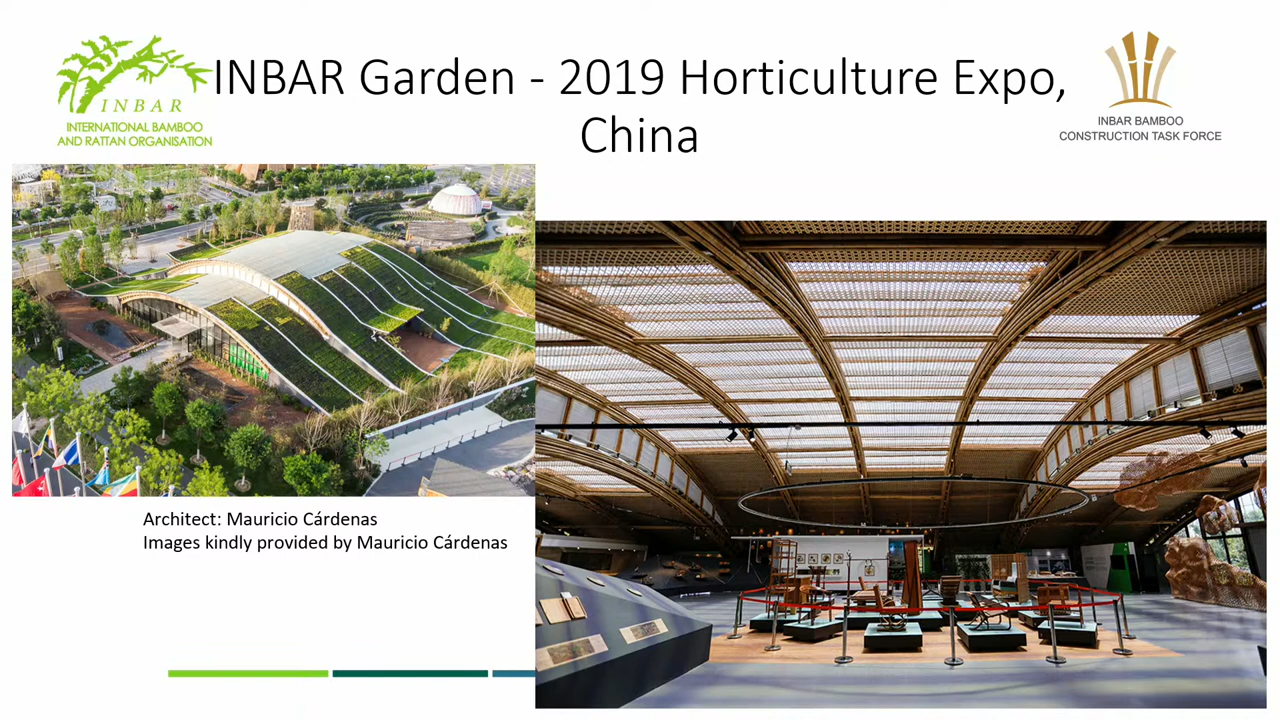 INBAR
INTERNATIONAL BAMBOO
AND RATTAN ORGANISATION
INBAR Garden - 2019 Horticulture Expo,
China
INBAR BAMBOO
CONSTRUCTION TASK FORCE
Architect: Mauricio Cárdenas
Images kindly provided by Mauricio Cárdenas